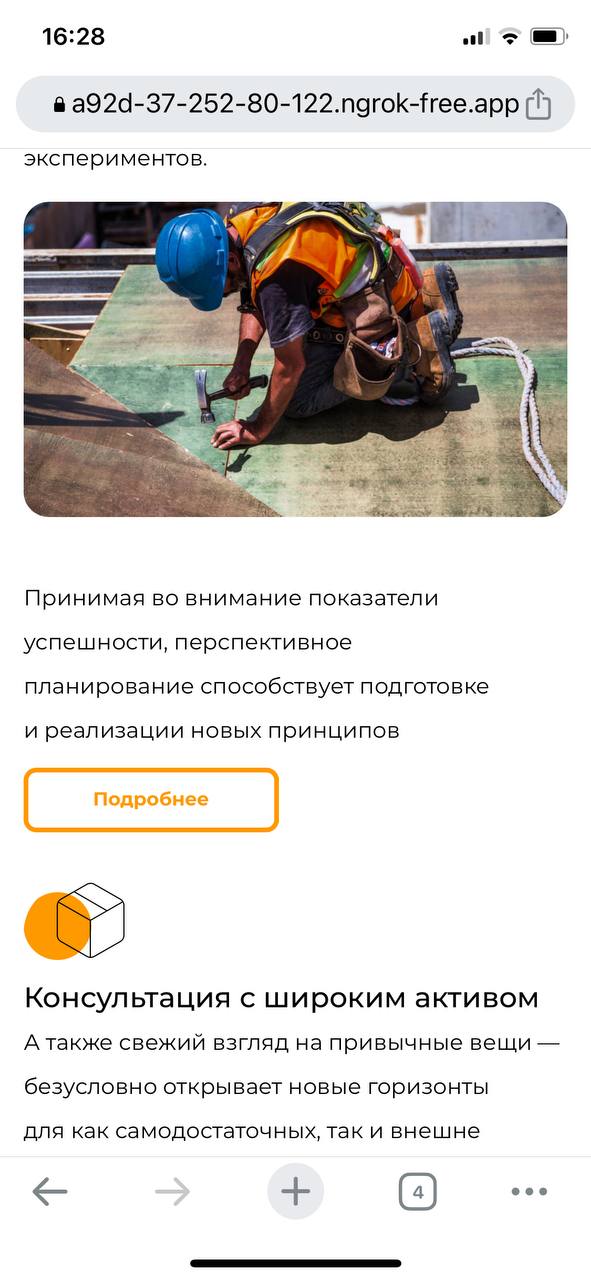 16:28
a92d-37-252-80-122.ngrok-free.app
экспериментов.
Принимая во внимание показатели
успешности, перспективное
планирование способствует подготовке
и реализации новых принципов
Подробнее
Консультация с широким активом
А также свежий взгляд на привычные вещи —
безусловно открывает новые горизонты
для как самодостаточных, так и внешне
4